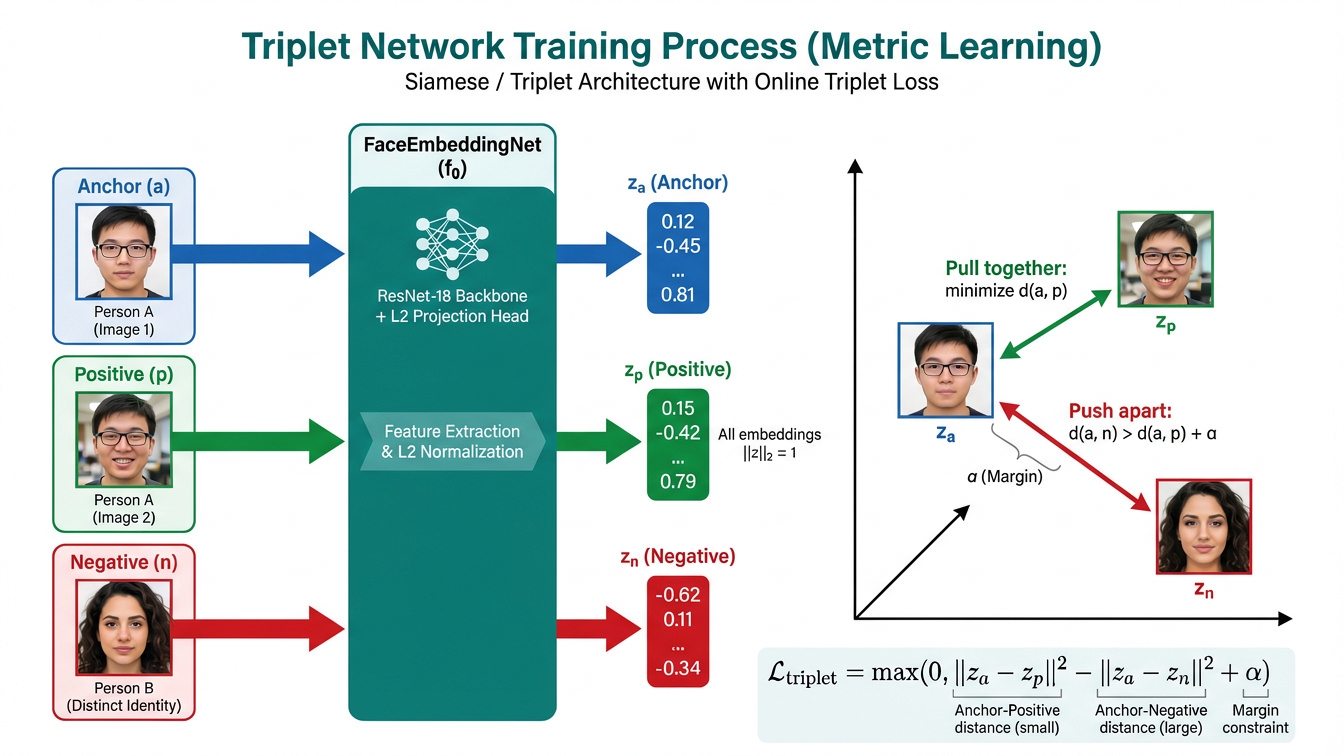 Triplet Network Training Process (Metric Learning)
Siamese / Triplet Architecture with Online Triplet Loss
Anchor (a)
Person A
(Image 1)
Positive (p)
Person A
(Image 2)
Negative (n)
Person B
(Distinct Identity)
FaceEmbeddingNet
(f₀)
ResNet-18 Backbone
+ L2 Projection Head
Feature Extraction
& L2 Normalization
zₐ (Anchor)
0.12
-0.45
...
0.81
zₚ (Positive)
0.15
-0.42
...
0.79
All embeddings
||z||₂ = 1
zₙ (Negative)
-0.62
0.11
...
-0.34
Pull together:
minimize d(a, p)
zₚ
zₐ
Push apart:
d(a, n) > d(a, p) + α
α (Margin)
zₙ
ℒtriplet = max(0, ||zₐ − zₚ||² − ||zₐ − zₙ||² + α)
Anchor-Positive
distance (small)
Anchor-Negative
distance (large)
Margin
constraint